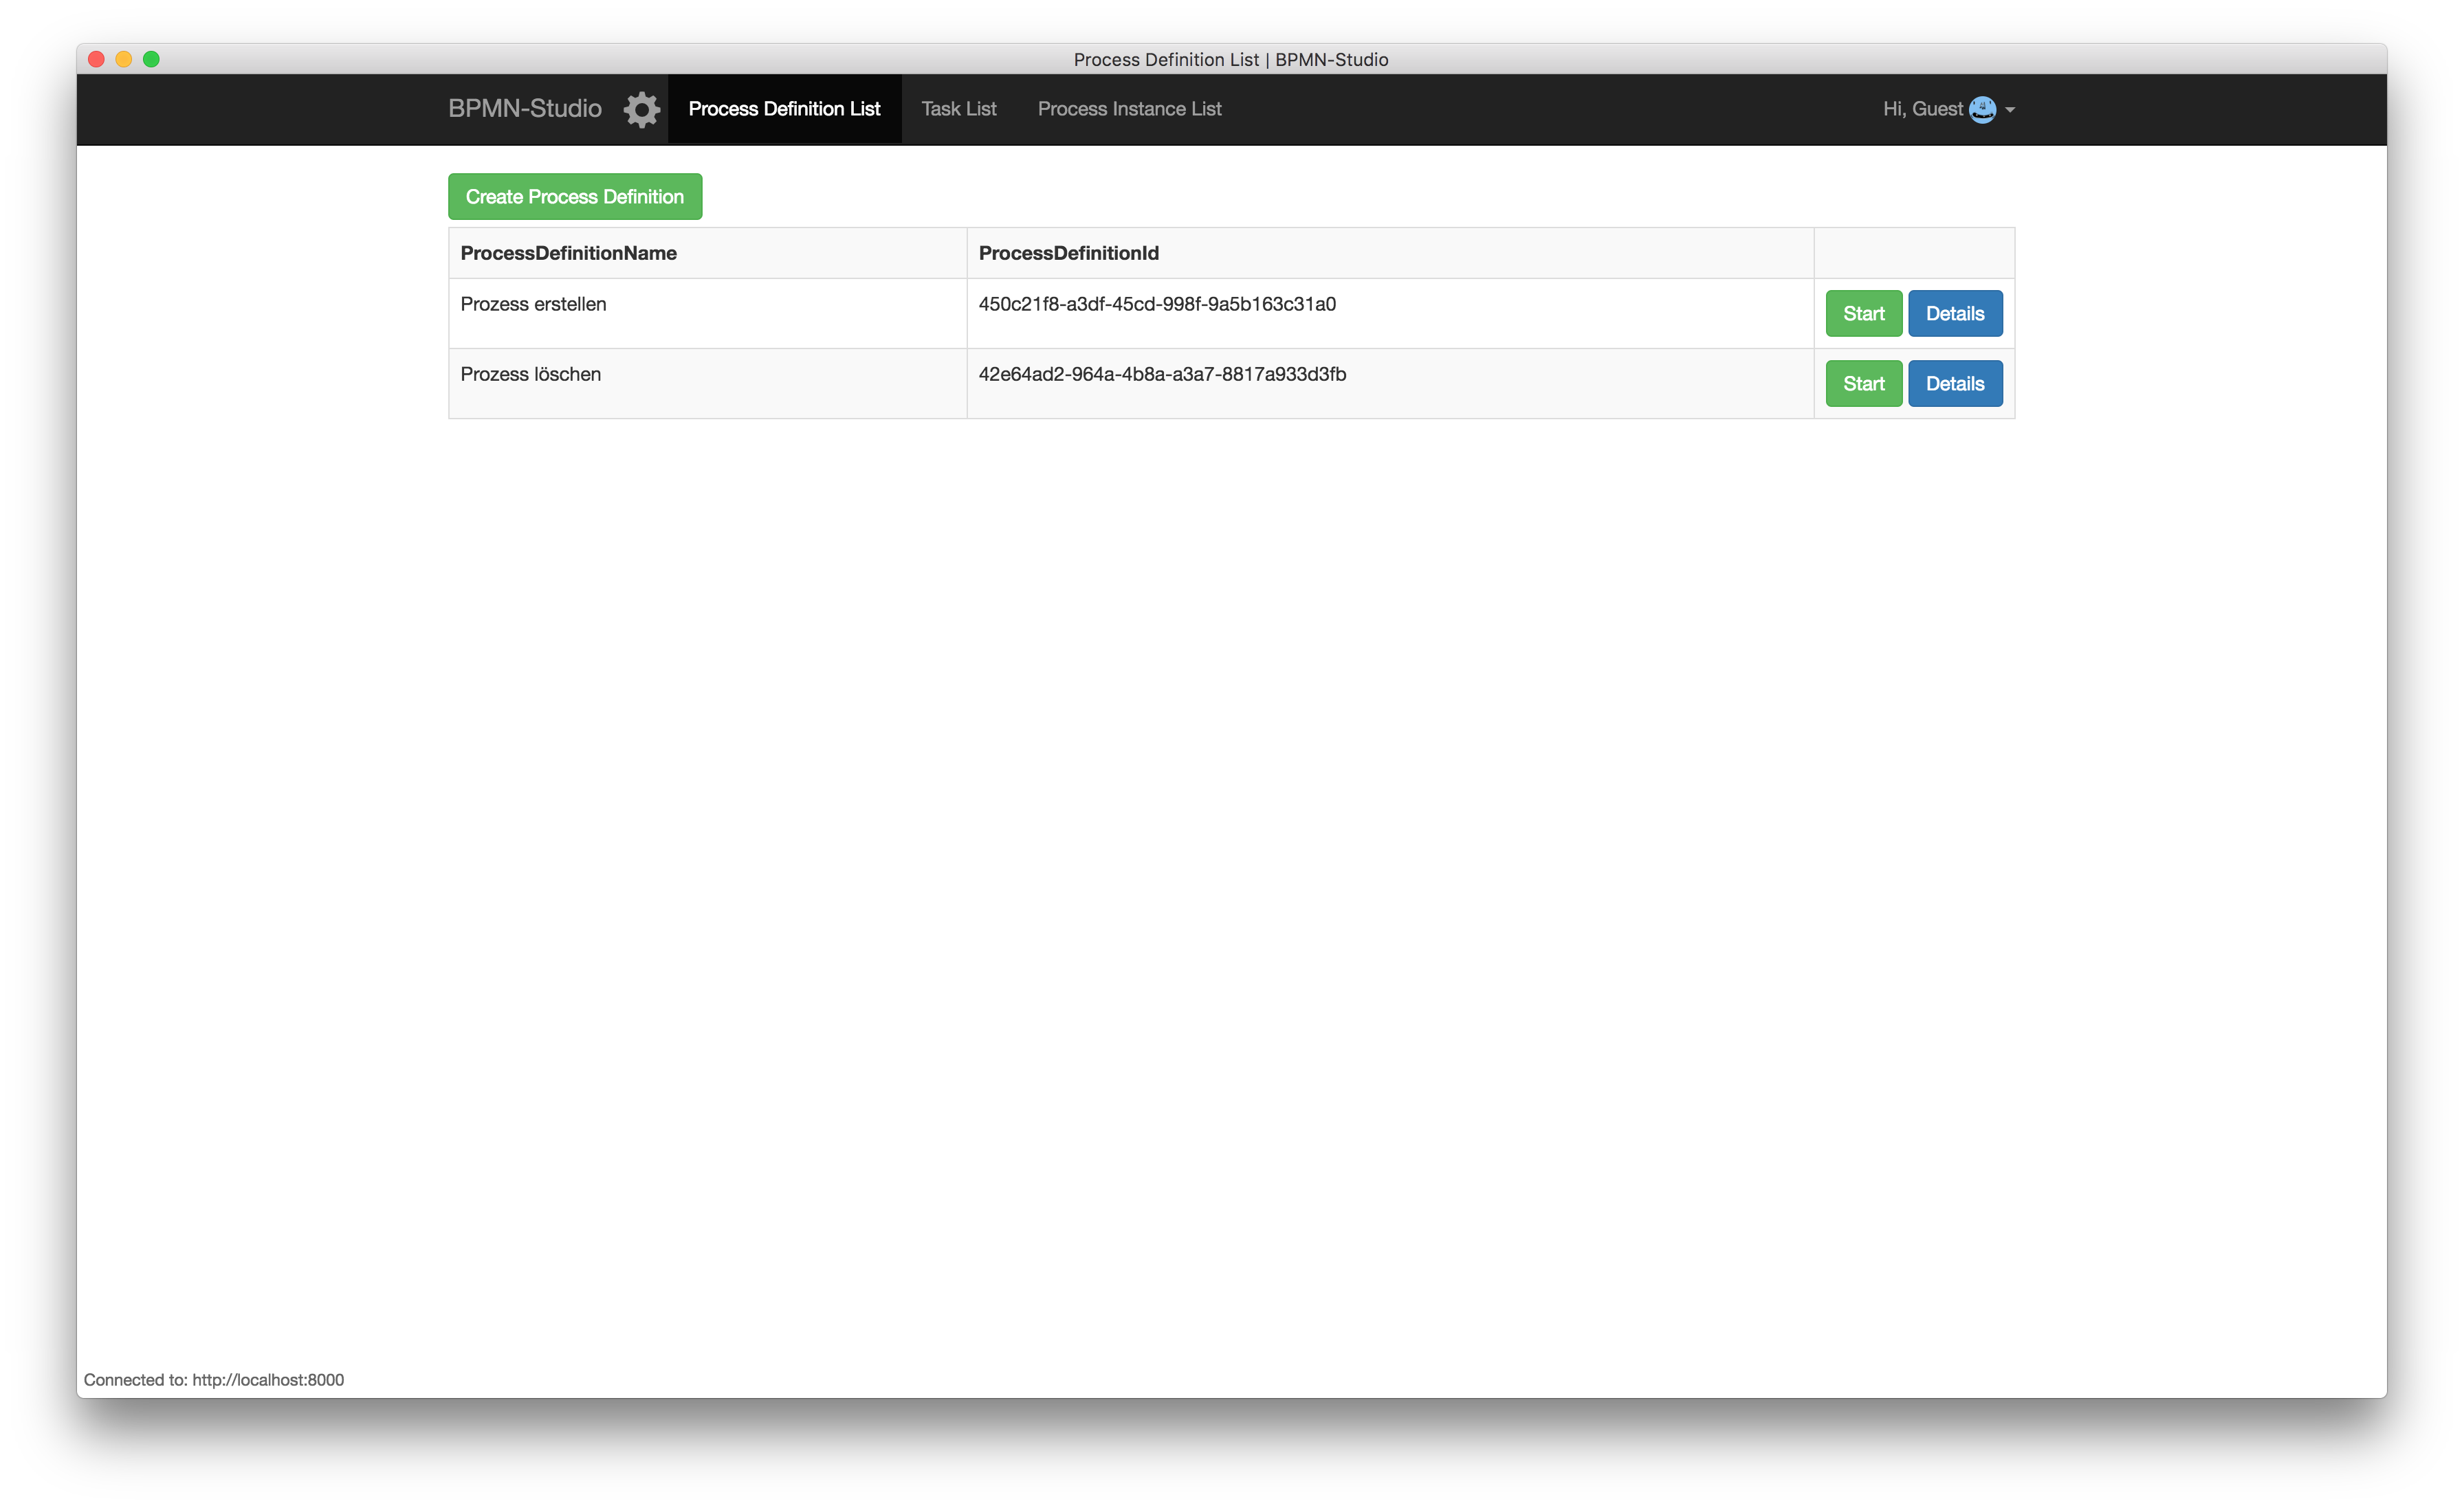 Process Definition List | BPMN-Studio
BPMN-Studio Process Definition List Task List Process Instance List Hi, Guest
Create Process Definition
ProcessDefinitionName ProcessDefinitionId
Prozess erstellen 450c21f8-a3df-45cd-998f-9a5b163c31a0 Start Details
Prozess löschen 42e64ad2-964a-4b8a-a3a7-8817a933d3fb Start Details
Connected to: http://localhost:8000